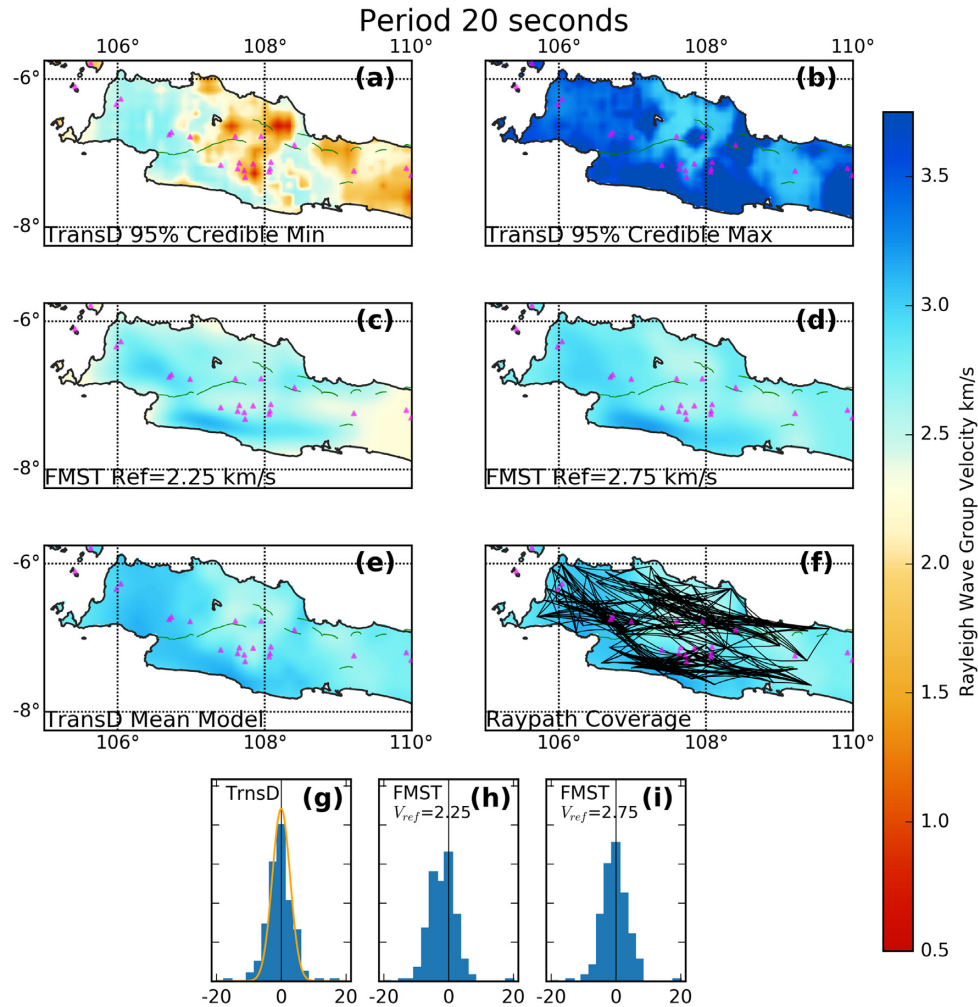 Period 20 seconds
106° 108° 110° 106° 108° 110°
-6° (a) (b)
-8°
TransD 95% Credible Min TransD 95% Credible Max
-6° (c) (d)
-8°
FMST Ref=2.25 km/s FMST Ref=2.75 km/s
-6° (e) (f)
-8°
TransD Mean Model Raypath Coverage
106° 108° 110° 106° 108° 110°
3.5
3.0
2.5
2.0
1.5
1.0
0.5
Rayleigh Wave Group Velocity km/s
TrnsD (g) FMST (h) FMST (i)
Vref=2.25 Vref=2.75
-20 0 20 -20 0 20 -20 0 20